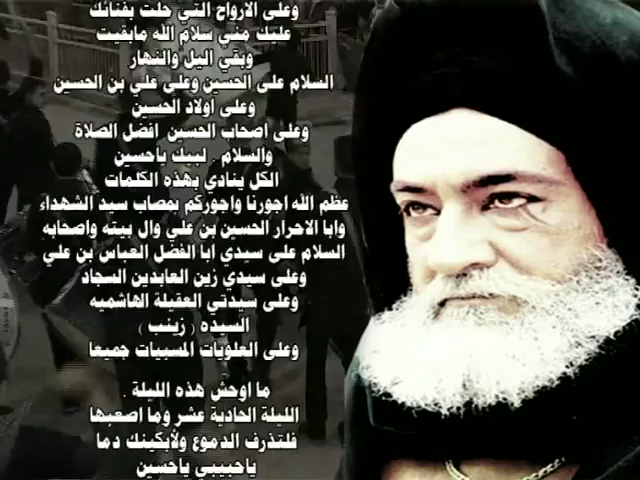 وعلى الارواح التي حلت بفنائك
عليك مني سلام الله مابقيت
وبقي اليل والنهار
السلام على الحسين وعلى علي بن الحسين
وعلى اولاد الحسين
وعلى اصحاب الحسين افضل الصلاة
والسلام . لبيك ياحسين
الكل ينادي بهذه الكلمات
عظم الله اجورنا واجوركم بمصاب سيد الشهداء
وابا الاحرار الحسين بن علي وال بيته واصحابه
السلام على سيدي ابا الفضل العباس بن علي
وعلى سيدي زين العابدين السجاد
وعلى سيدتي العقيلة الهاشميه
السيده ( زينب )
وعلى العلويات المسبيات جميعا
ما اوحش هذه الليلة .
الليلة الحادية عشر وما اصعبها
فلتذرف الدموع ولأبكينك دما
ياحبيبي ياحسين